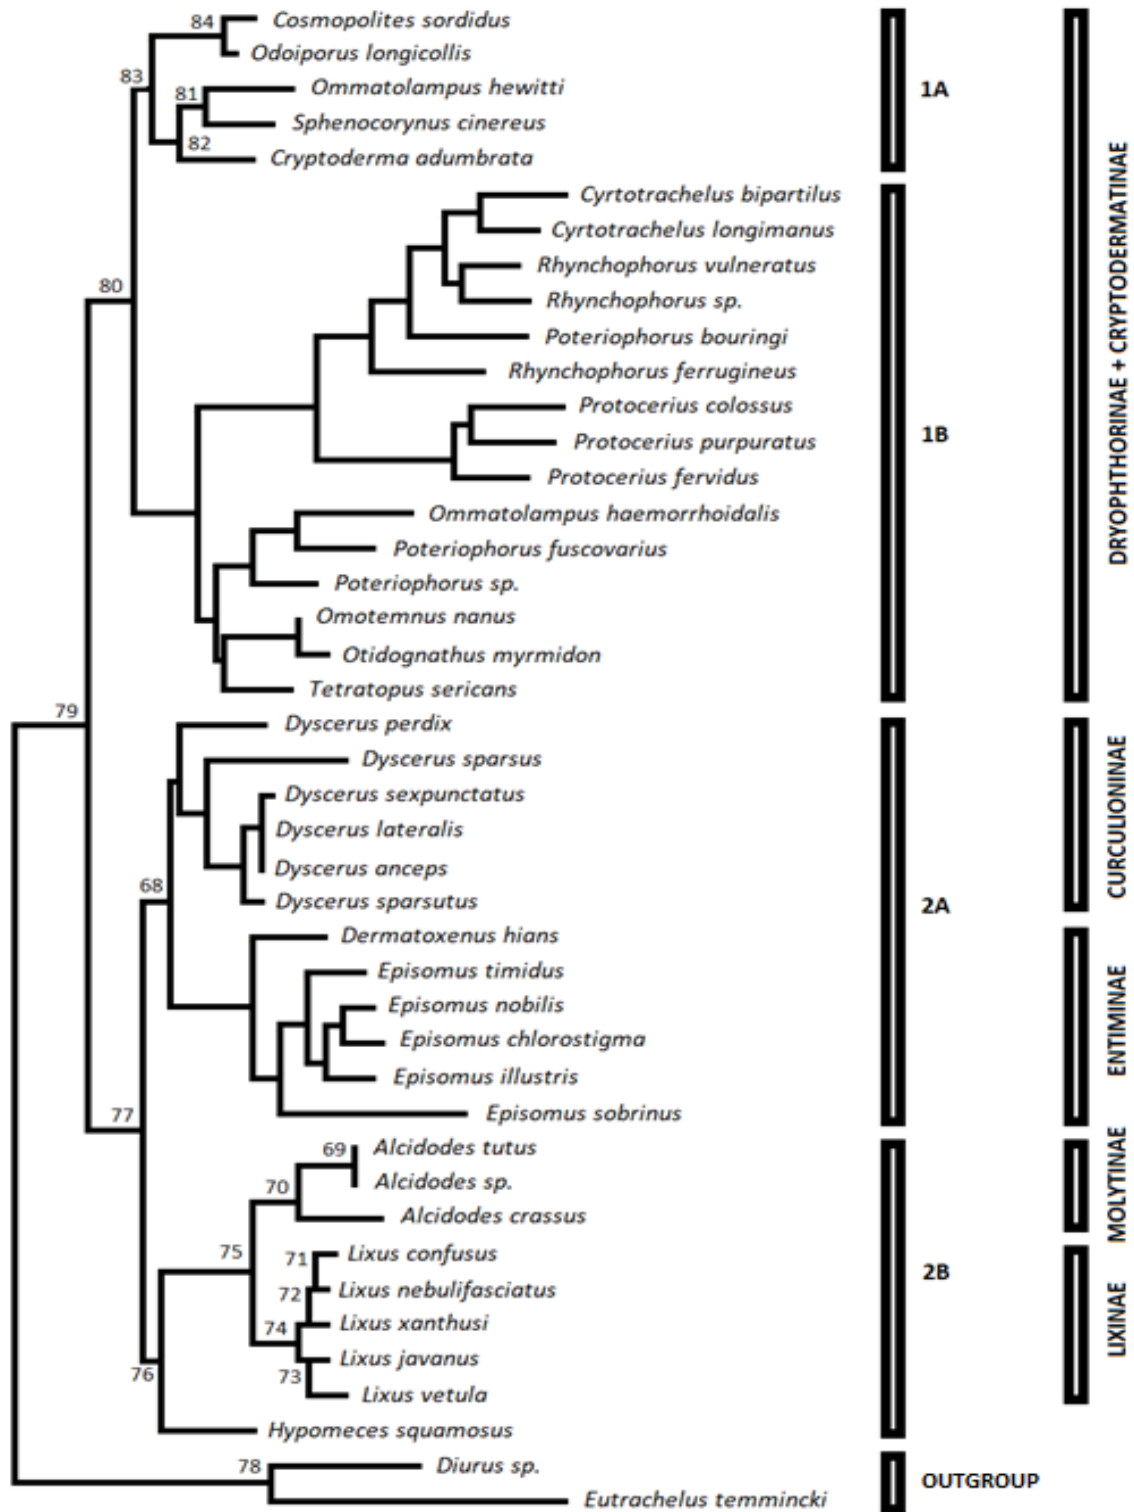 84
Cosmopolites sordidus
Odoiporus longicollis
83
81
Ommatolampus hewitti
Sphenocorynus cinereus
82
Cryptoderma adumbrata
1A
80
Cyrtotrachelus bipartilus
Cyrtotrachelus longimanus
Rhynchophorus vulneratus
Rhynchophorus sp.
Poteriophorus bouringi
Rhynchophorus ferrugineus
Protocerius colossus
Protocerius purpuratus
Protocerius fervidus
Ommatolampus haemorrhoidalis
Poteriophorus fuscovarius
Poteriophorus sp.
Omotemnus nanus
Otidognathus myrmidon
Tetratopus sericans
1B
DRYOPHTHORINAE + CRYPTODERMATINAE
79
Dyscerus perdix
Dyscerus sparsus
Dyscerus sexpunctatus
Dyscerus lateralis
Dyscerus anceps
Dyscerus sparsutus
68
CURCULIONINAE
2A
Dermatoxenus hians
Episomus timidus
Episomus nobilis
Episomus chlorostigma
Episomus illustris
Episomus sobrinus
ENTIMINAE
77
69
Alcidodes tutus
Alcidodes sp.
70
Alcidodes crassus
MOLYTINAE
75
71
Lixus confusus
72
Lixus nebulifasciatus
74
Lixus xanthusi
Lixus javanus
73
Lixus vetula
76
Hypomeces squamosus
2B
LIXINAE
78
Diurus sp.
Eutrachelus temmincki
OUTGROUP